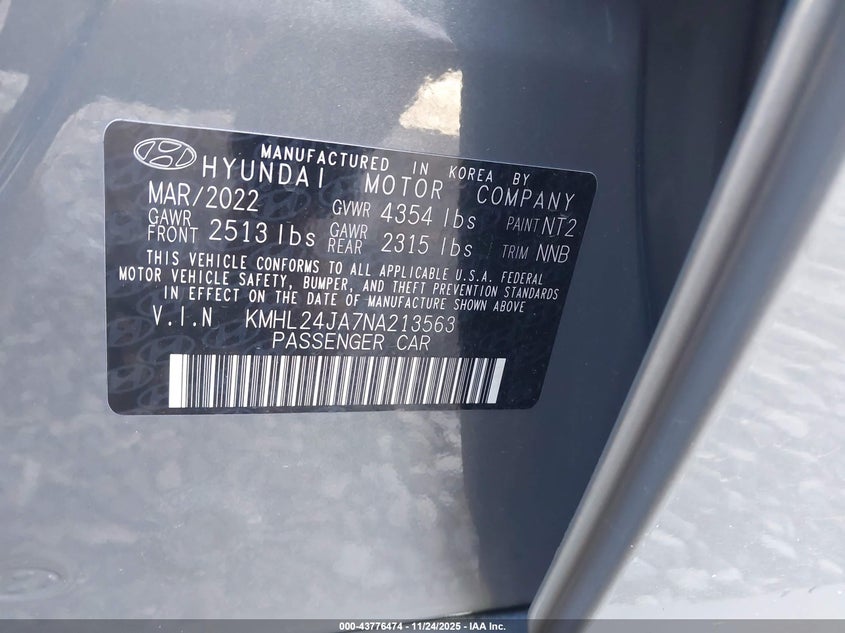 MANUFACTURED IN KOREA BY
HYUNDAI MOTOR COMPANY
MAR/2022 GVWR 4354 lbs PAINT NT2
GAWR FRONT 2513 lbs GAWR REAR 2315 lbs TRIM NNB
THIS VEHICLE CONFORMS TO ALL APPLICABLE U.S.A. FEDERAL
MOTOR VEHICLE SAFETY, BUMPER, AND THEFT PREVENTION STANDARDS
IN EFFECT ON THE DATE OF MANUFACTURE SHOWN ABOVE
V.I.N KMHL24JA7NA213563
PASSENGER CAR
000-43776474 — 11/24/2025 — IAA Inc.